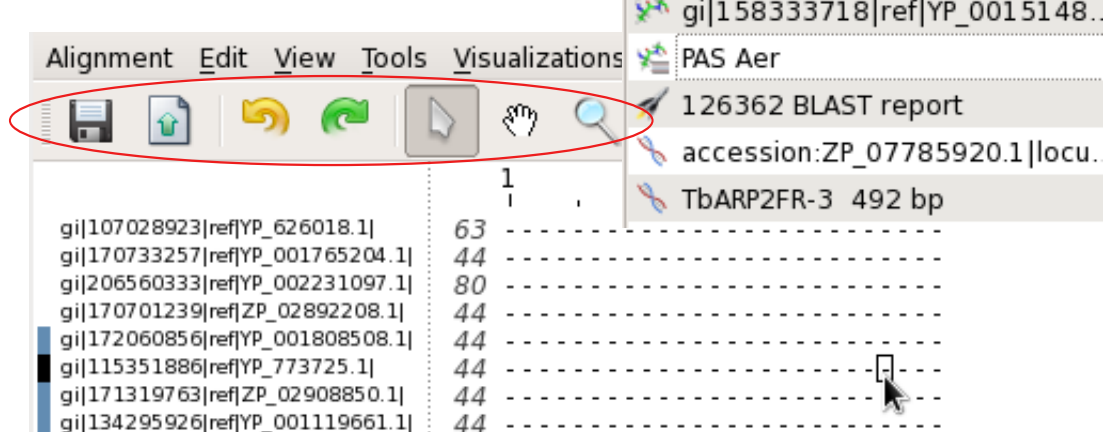 gi|158333718|ref|YP_0015148..
Alignment Edit View Tools Visualizations
PAS Aer
126362 BLAST report
accession:ZP_07785920.1|locu..
TbARP2FR-3 492 bp
1
gi|107028923|ref|YP_626018.1| 63 --------------------------
gi|170733257|ref|YP_001765204.1| 44 --------------------------
gi|206560333|ref|YP_002231097.1| 80 --------------------------
gi|170701239|ref|ZP_02892208.1| 44 --------------------------
gi|172060856|ref|YP_001808508.1| 44 --------------------------
gi|115351886|ref|YP_773725.1| 44 --------------------------
gi|171319763|ref|ZP_02908850.1| 44 --------------------------
gi|134295926|ref|YP_001119661.1| 44 --------------------------